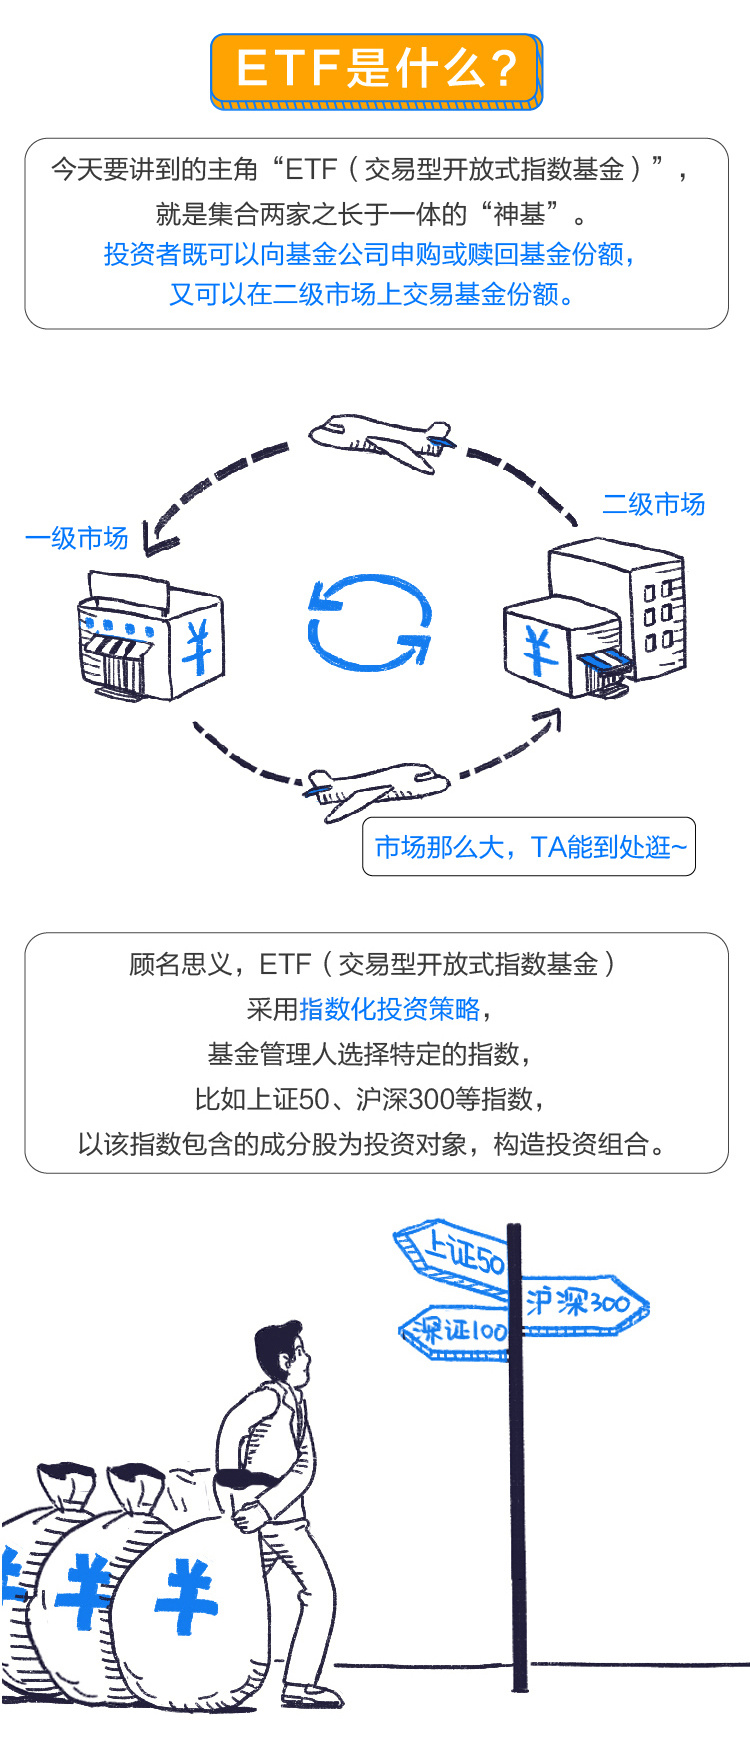 ETF是什么?
今天要讲到的主角“ETF（交易型开放式指数基金）”，
就是集合两家之长于一体的“神基”。
投资者既可以向基金公司申购或赎回基金份额，
又可以在二级市场上交易基金份额。
二级市场
一级市场
¥
¥
市场那么大，TA能到处逛~
顾名思义，ETF（交易型开放式指数基金）
采用指数化投资策略，
基金管理人选择特定的指数，
比如上证50、沪深300等指数，
以该指数包含的成分股为投资对象，构造投资组合。
上证50
沪深300
深证100
¥
¥
¥